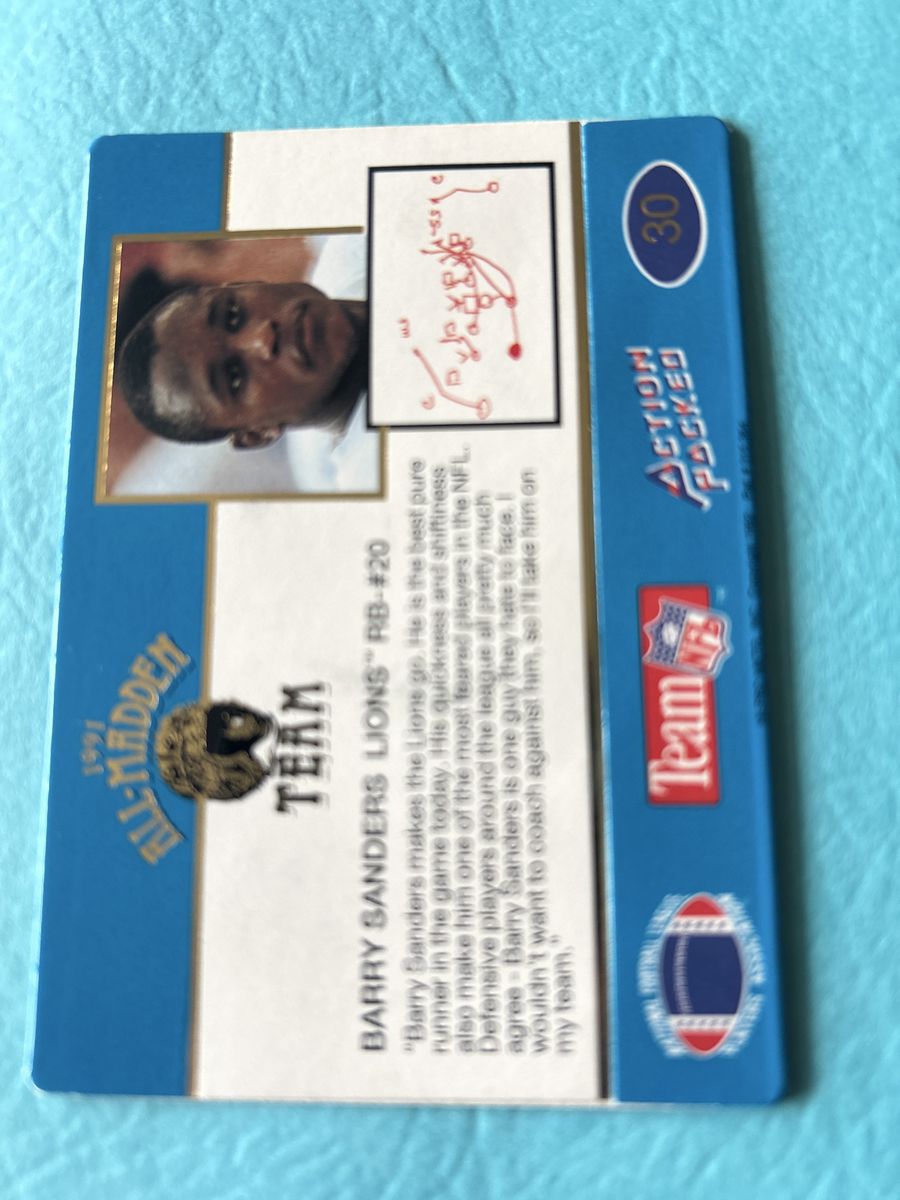 1991
ALL-MADDEN
TEAM
BARRY SANDERS LIONS™ RB-#20
"Barry Sanders makes the Lions go. He is the best pure
runner in the game today. His quickness and shiftiness
also make him one of the most feared players in the NFL.
Defensive players around the league all pretty much
agree - Barry Sanders is one guy they hate to face. I
wouldn't want to coach against him, so I'll take him on
my team."
Team NFL™
ACTION
PACKED
30